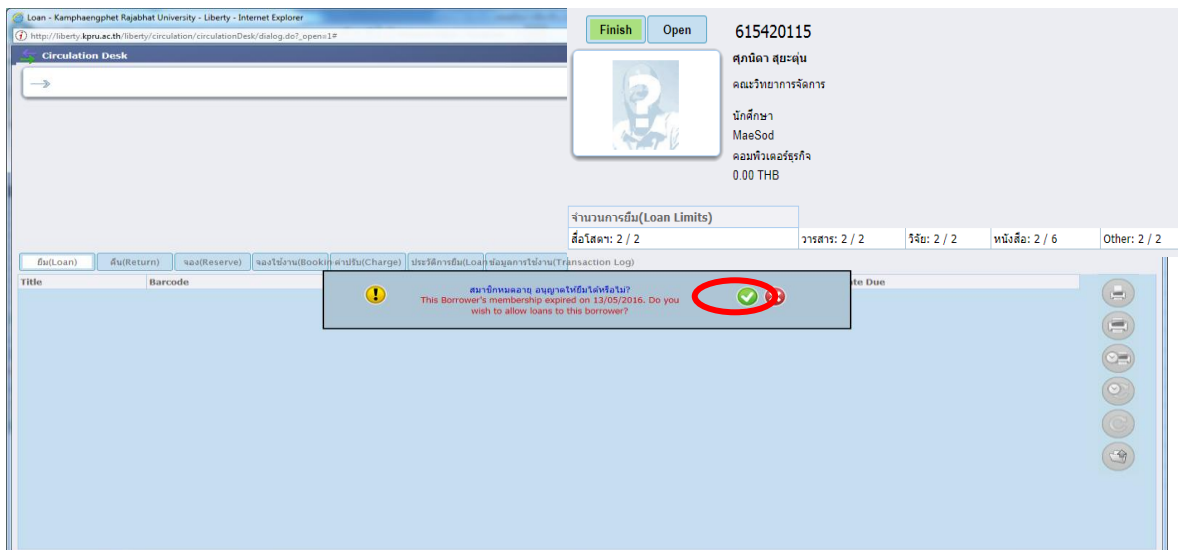 Loan - Kamphaengphet Rajabhat University - Liberty - Internet Explorer
http://liberty.kpru.ac.th/liberty/circulation/circulationDesk/dialog.do?_open=1#
Circulation Desk
Finish
Open
615420115
ศุภนิดา สุยะตุ่น
คณะวิทยาการจัดการ
นักศึกษา
MaeSod
คอมพิวเตอร์ธุรกิจ
0.00 THB
จำนวนการยืม(Loan Limits)
สื่อโสตฯ: 2 / 2
วารสาร: 2 / 2
วิจัย: 2 / 2
หนังสือ: 2 / 6
Other: 2 / 2
ยืม(Loan)
คืน(Return)
จอง(Reserve)
จองใช้งาน(Bookin
ค่าปรับ(Charge)
ประวัติการยืม(Loan
ข้อมูลการใช้งาน(Transaction Log)
Title
Barcode
te Due
สมาชิกหมดอายุ อนุญาตให้ยืมได้หรือไม่?
This Borrower's membership expired on 13/05/2016. Do you
wish to allow loans to this borrower?